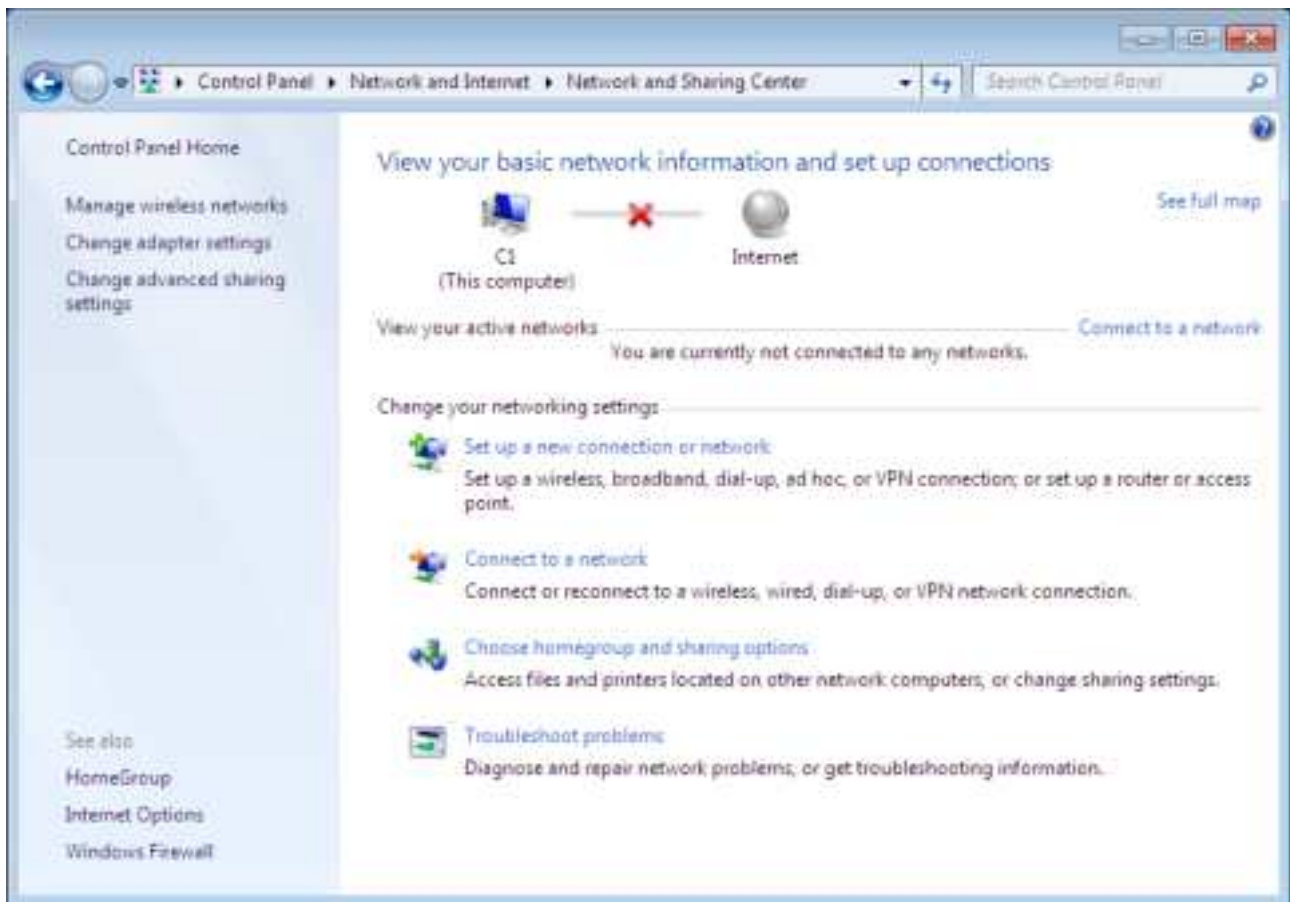 Control Panel ▸ Network and Internet ▸ Network and Sharing Center
Search Control Panel
Control Panel Home
Manage wireless networks
Change adapter settings
Change advanced sharing
settings
See also
HomeGroup
Internet Options
Windows Firewall
View your basic network information and set up connections
See full map
C1
(This computer)
Internet
View your active networks
Connect to a network
You are currently not connected to any networks.
Change your networking settings
Set up a new connection or network
Set up a wireless, broadband, dial-up, ad hoc, or VPN connection; or set up a router or access
point.
Connect to a network
Connect or reconnect to a wireless, wired, dial-up, or VPN network connection.
Choose homegroup and sharing options
Access files and printers located on other network computers, or change sharing settings.
Troubleshoot problems
Diagnose and repair network problems, or get troubleshooting information.